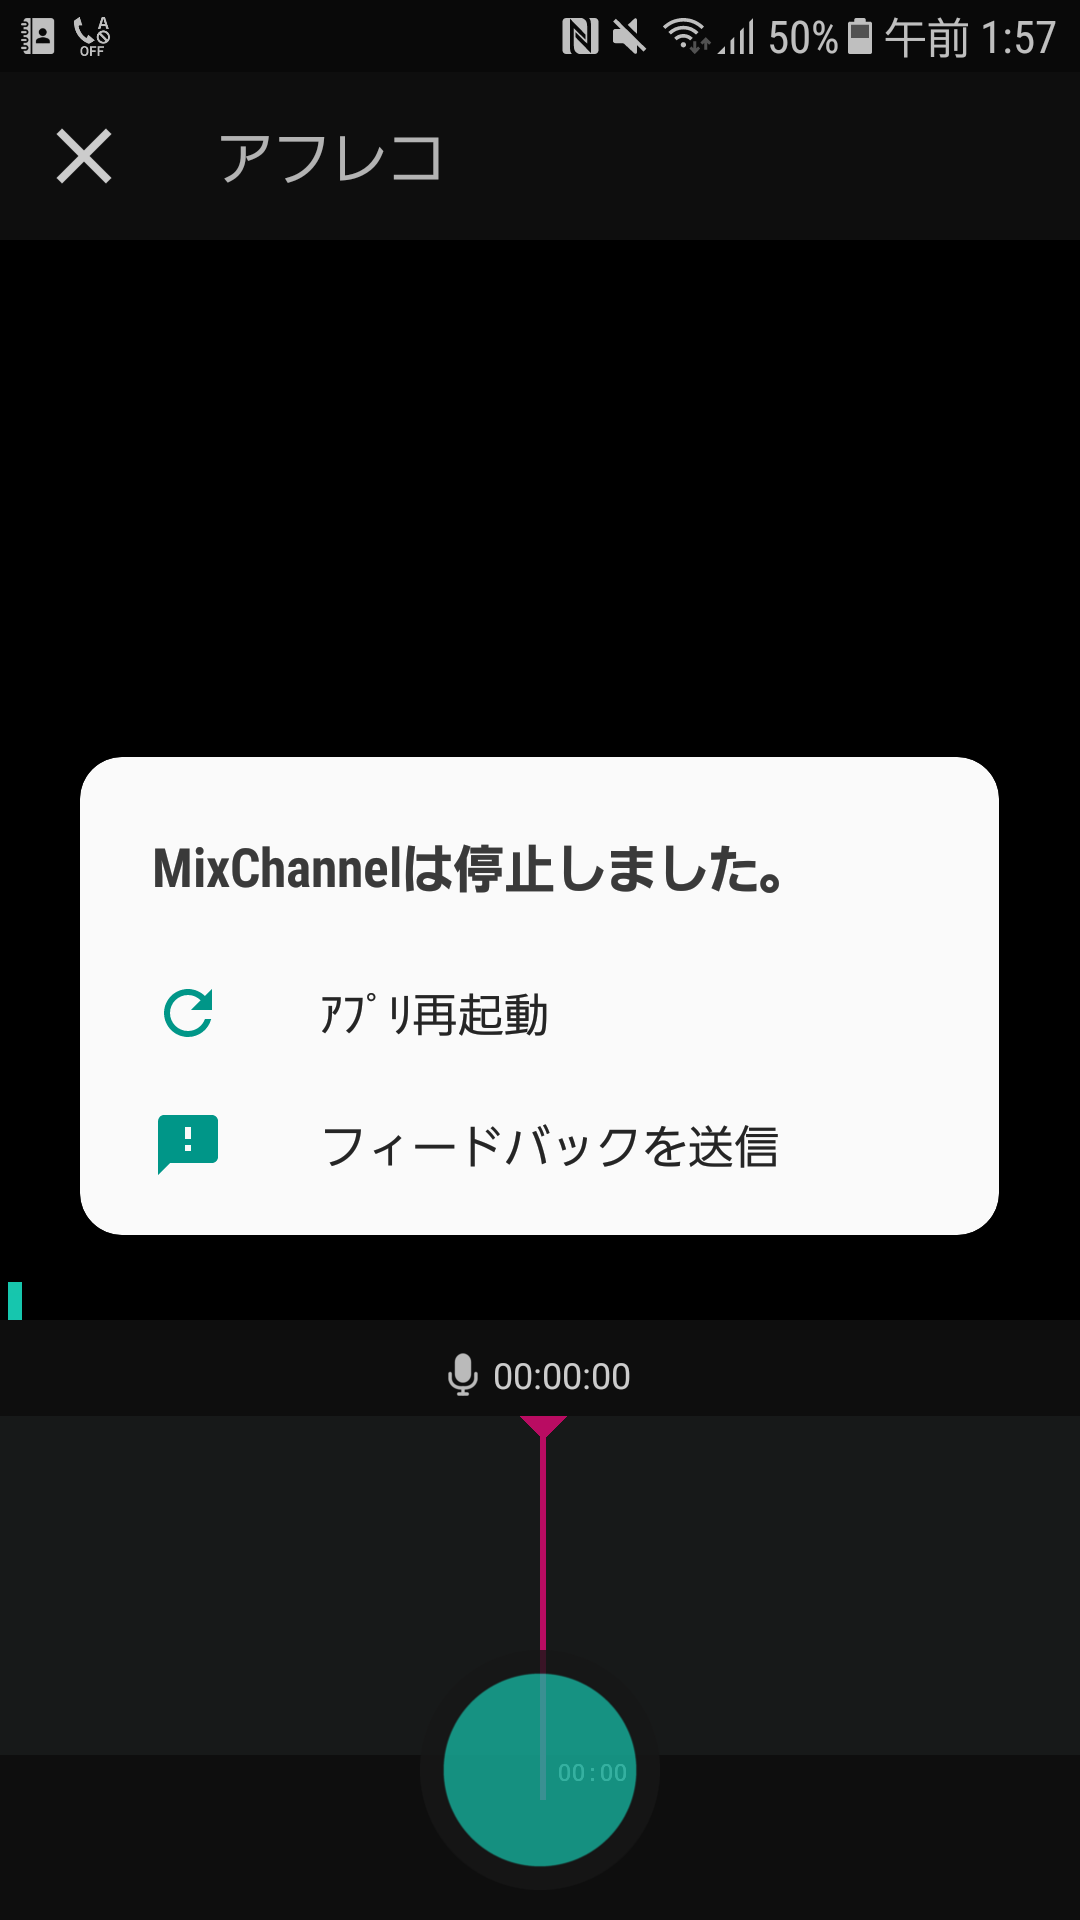 A
OFF
50% 午前 1:57
アフレコ
MixChannelは停止しました。
ｱﾌﾟﾘ再起動
フィードバックを送信
00:00:00
00:00